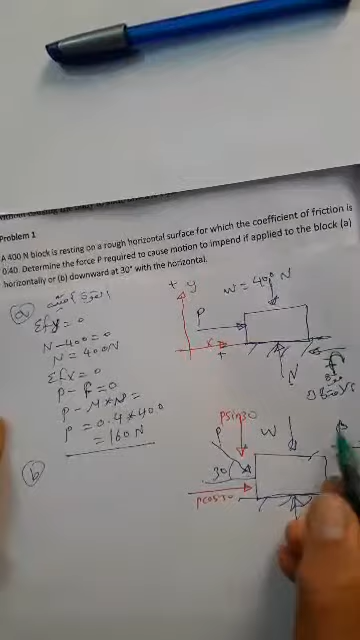 Problem 1
A 400 N block is resting on a rough horizontal surface for which the coefficient of friction is
0.40. Determine the force P required to cause motion to impend if applied to the block (a)
horizontally or (b) downward at 30° with the horizontal.
(a)
Σfy = 0
N-400=0
N = 400N
Σfx = 0
P - f = 0
P - M*N =
P = 0.4*400
= 160 N
+ y
W = 400 N
P
x
+
N
(b)
Psin30
P
W
30
Pcos30